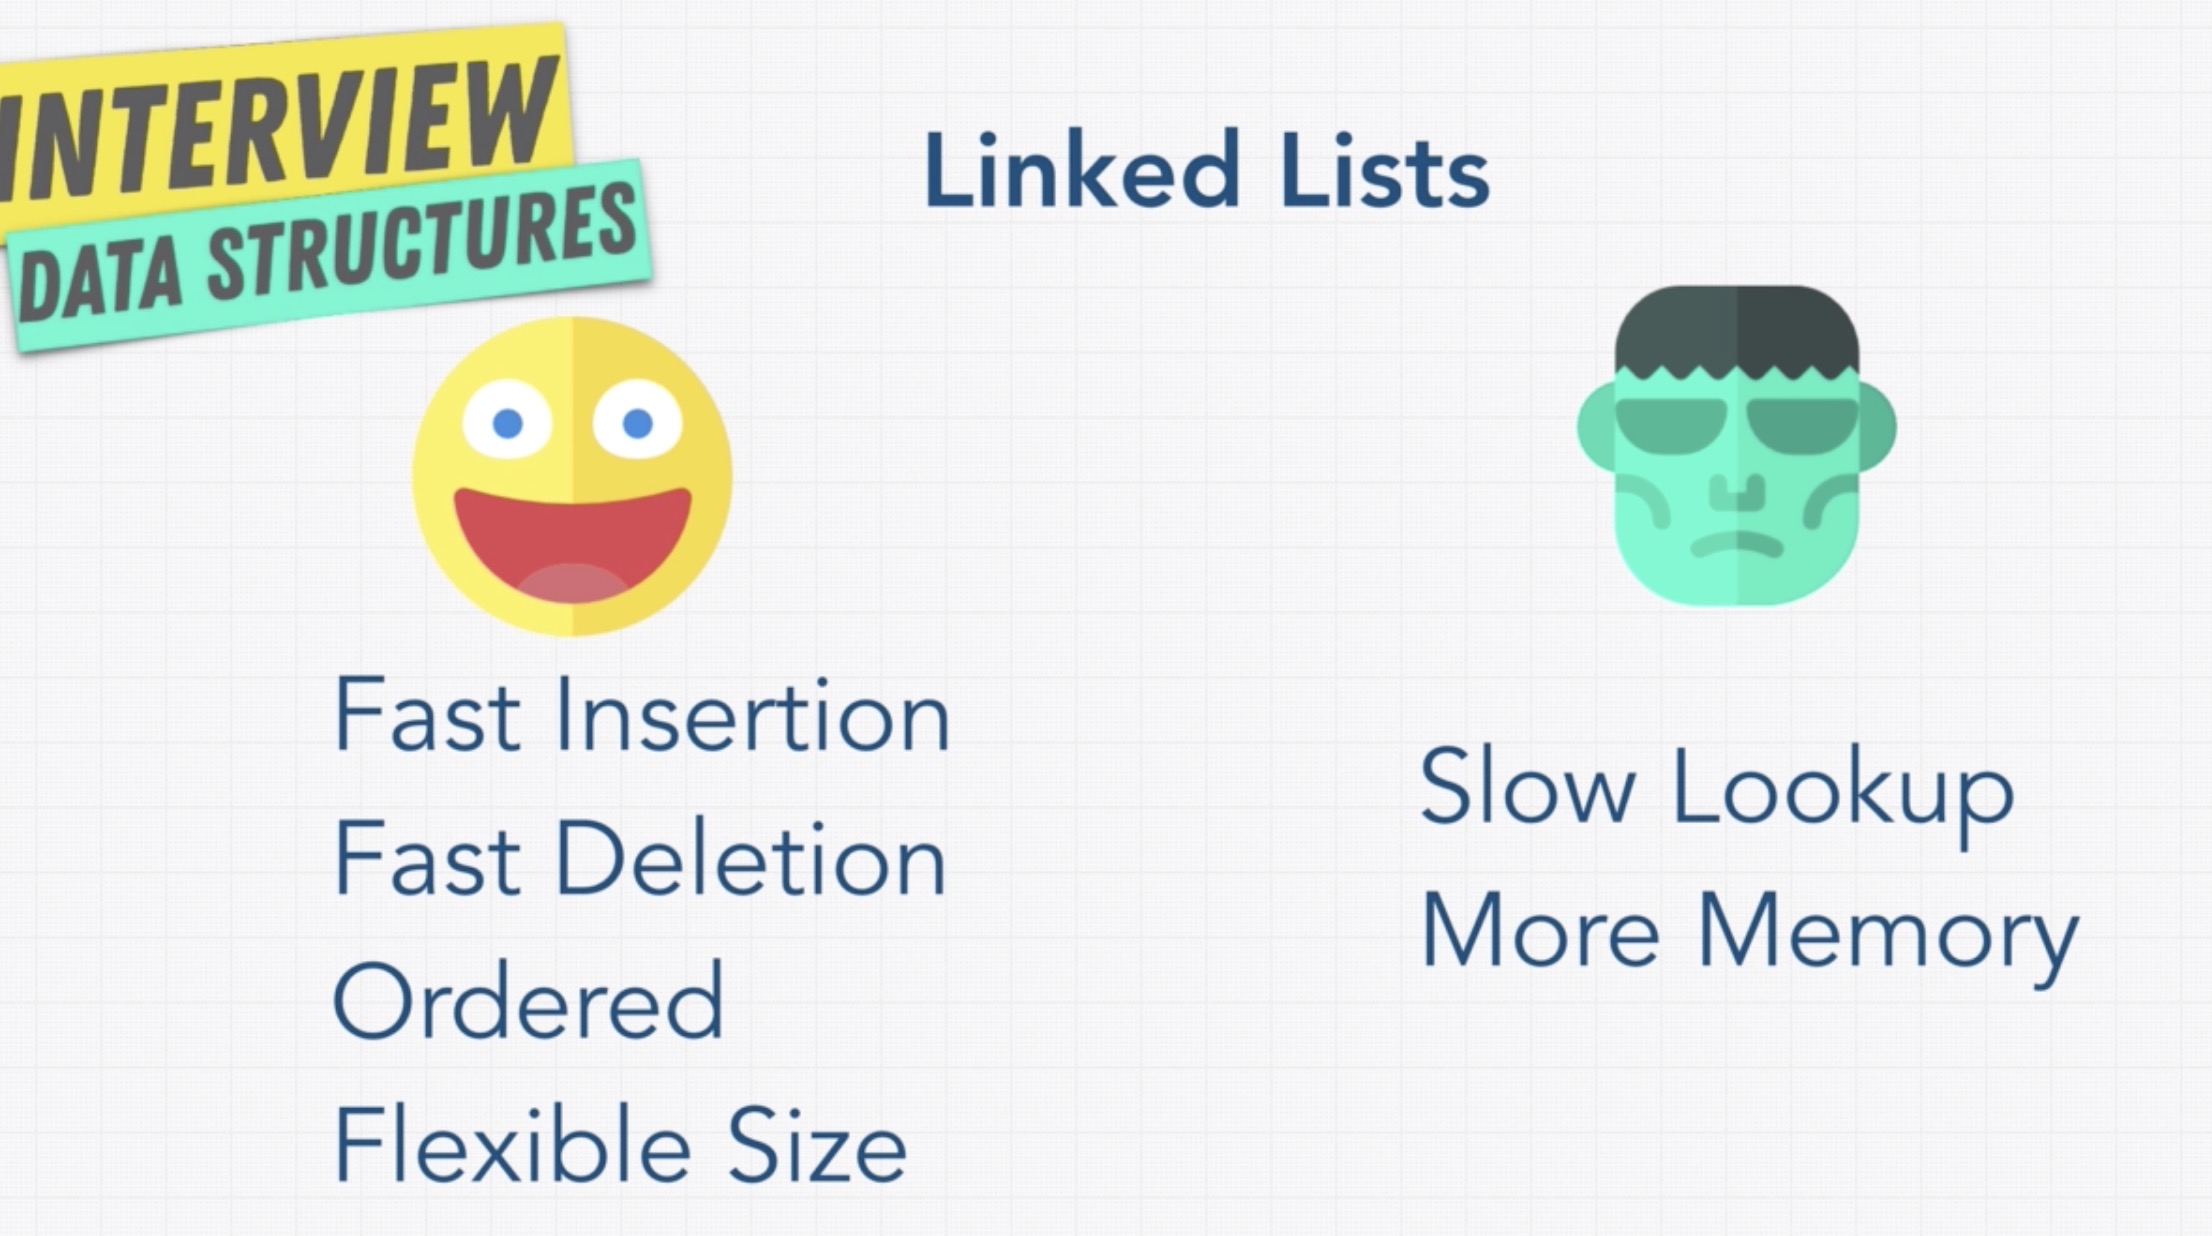 INTERVIEW
DATA STRUCTURES
Linked Lists
Fast Insertion
Fast Deletion
Ordered
Flexible Size
Slow Lookup
More Memory